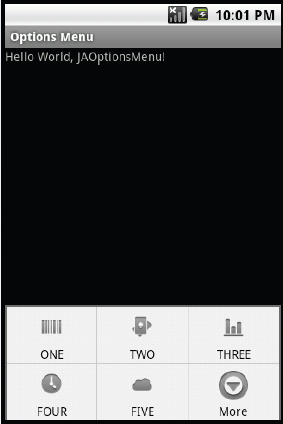 10:01 PM
Options Menu
Hello World, JAOptionsMenu!
ONE TWO THREE
FOUR FIVE More